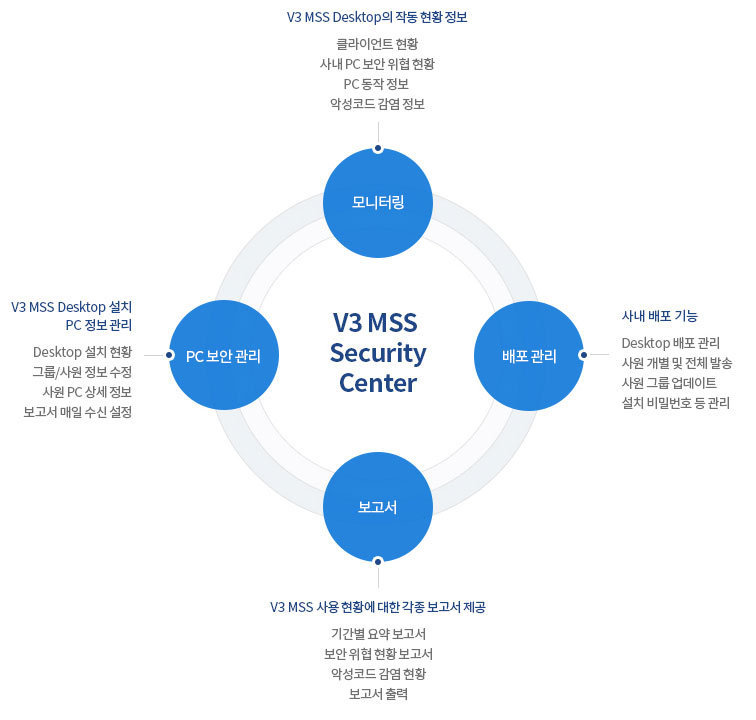 V3 MSS Desktop의 작동 현황 정보
클라이언트 현황
사내 PC 보안 위협 현황
PC 동작 정보
악성코드 감염 정보
모니터링
V3 MSS Desktop 설치
PC 정보 관리
Desktop 설치 현황
그룹/사원 정보 수정
사원 PC 상세 정보
보고서 매일 수신 설정
PC 보안 관리
V3 MSS
Security
Center
배포 관리
사내 배포 기능
Desktop 배포 관리
사원 개별 및 전체 발송
사원 그룹 업데이트
설치 비밀번호 등 관리
보고서
V3 MSS 사용 현황에 대한 각종 보고서 제공
기간별 요약 보고서
보안 위협 현황 보고서
악성코드 감염 현황
보고서 출력